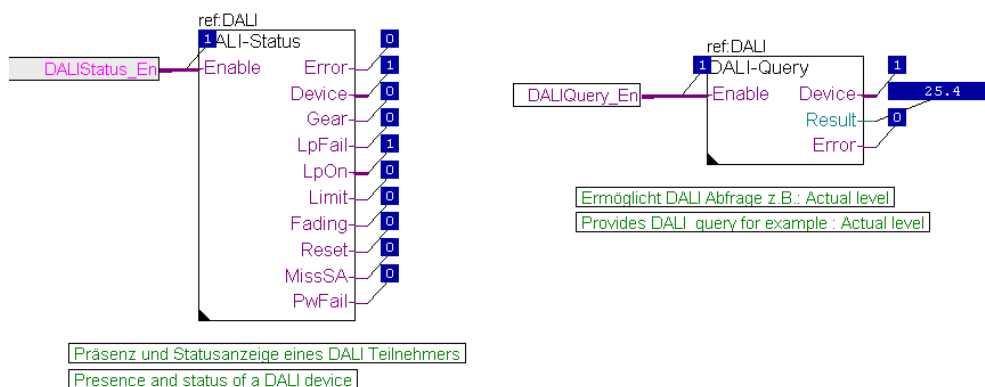 ref:DALI
1 ALI-Status 0
DALIStatus_En Enable Error 1
Device 0
Gear 0
LpFail 1
LpOn 0
Limit 0
Fading 0
Reset 0
MissSA 0
PwFail
Präsenz und Statusanzeige eines DALI Teilnehmers
Presence and status of a DALI device
ref:DALI
1 DALI-Query 1
DALIQuery_En Enable Device 25.4
Result 0
Error
Ermöglicht DALI Abfrage z.B.: Actual level
Provides DALI query for example : Actual level